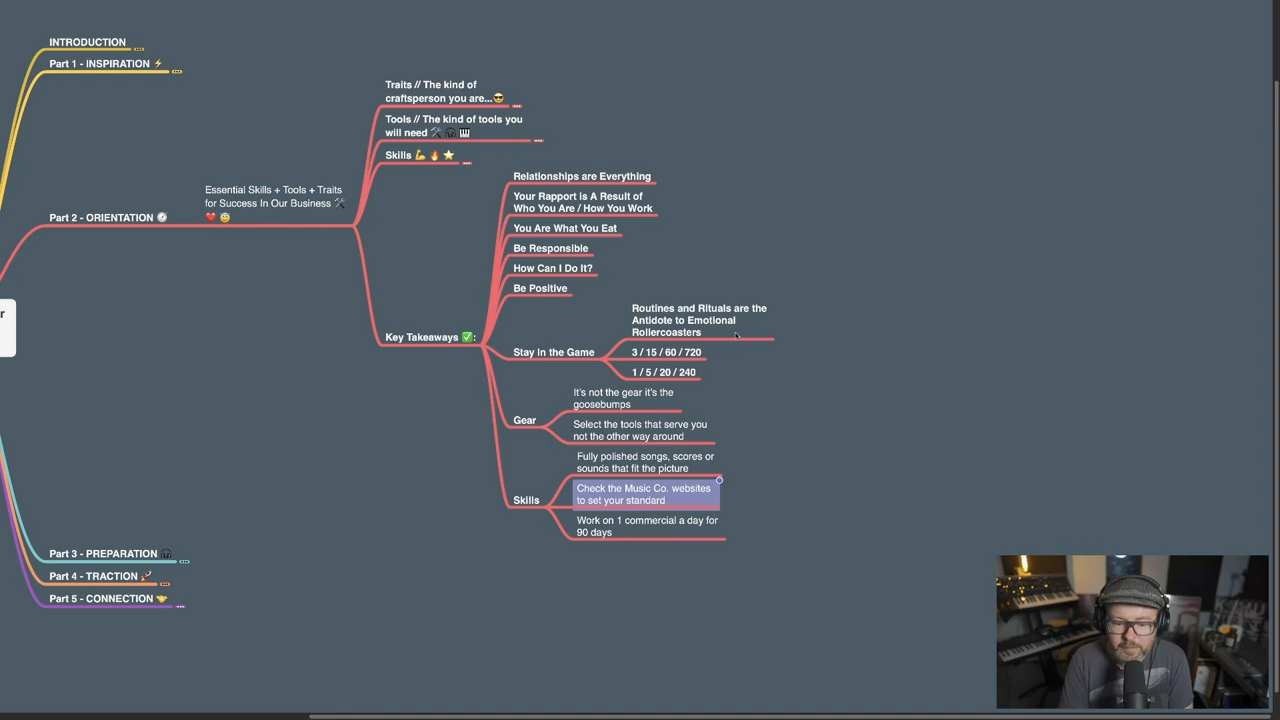 INTRODUCTION
Part 1 - INSPIRATION ⚡
Part 2 - ORIENTATION 🧭
Essential Skills + Tools + Traits
for Success In Our Business 🛠️
❤️ 😇
Traits // The kind of
craftsperson you are...😎
Tools // The kind of tools you
will need 🛠️ 🎧 🎹
Skills 💪 🔥 ⭐
Key Takeaways ✅:
Relationships are Everything
Your Rapport is A Result of
Who You Are / How You Work
You Are What You Eat
Be Responsible
How Can I Do It?
Be Positive
Stay in the Game
Routines and Rituals are the
Antidote to Emotional
Rollercoasters
3 / 15 / 60 / 720
1 / 5 / 20 / 240
Gear
It's not the gear it's the
goosebumps
Select the tools that serve you
not the other way around
Skills
Fully polished songs, scores or
sounds that fit the picture
Check the Music Co. websites
to set your standard
Work on 1 commercial a day for
90 days
Part 3 - PREPARATION 🎧
Part 4 - TRACTION 🚀
Part 5 - CONNECTION 🤝
r